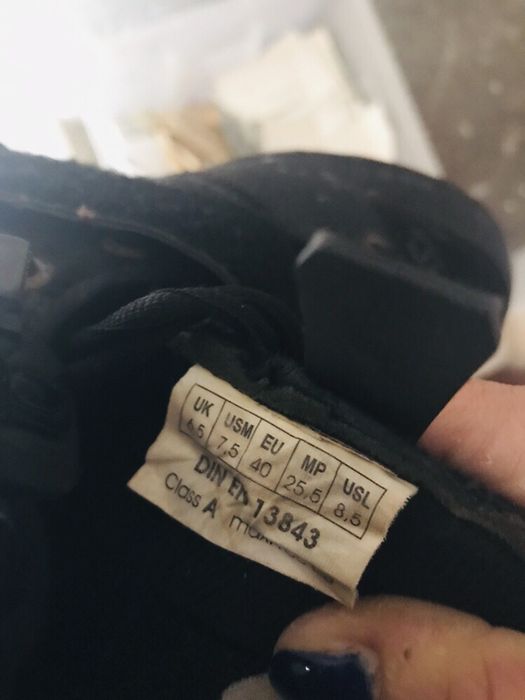 UK USM EU MP USL
6.5 7,5 40 25,5 8,5
DIN EN 13843
Class A